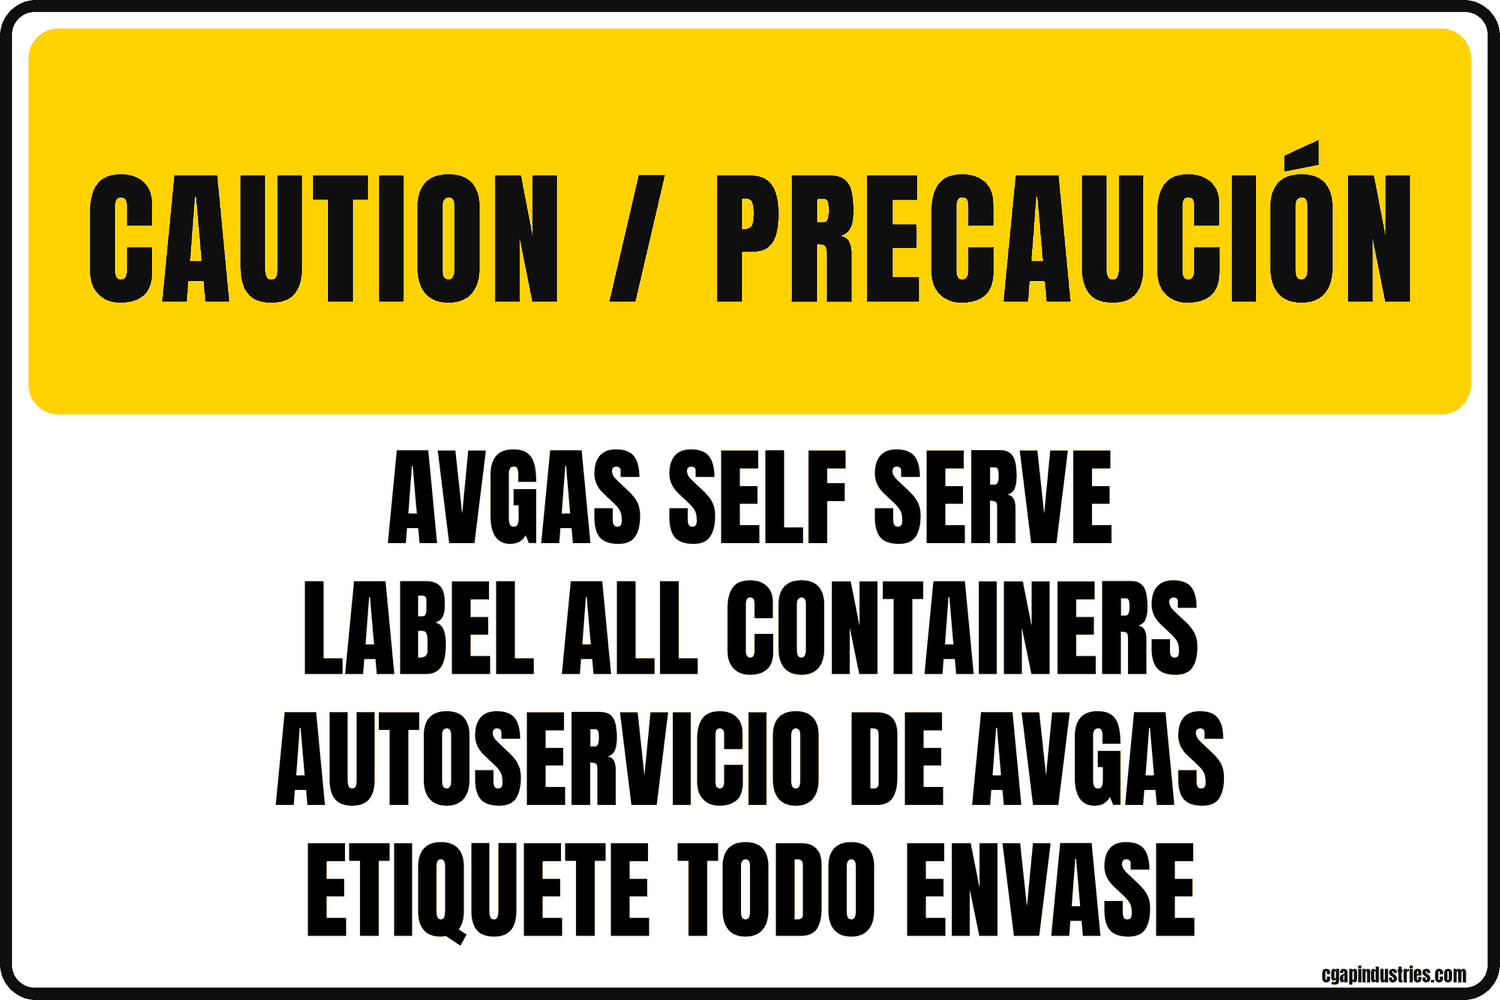 CAUTION / PRECAUCIÓN
AVGAS SELF SERVE
LABEL ALL CONTAINERS
AUTOSERVICIO DE AVGAS
ETIQUETE TODO ENVASE
cgapindustries.com